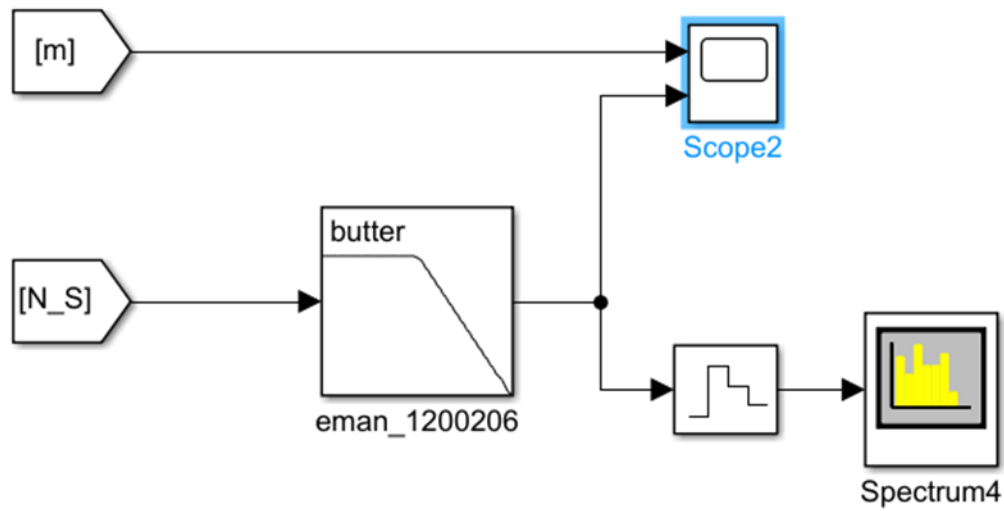 [m]
Scope2
butter
[N_S]
eman_1200206
Spectrum4